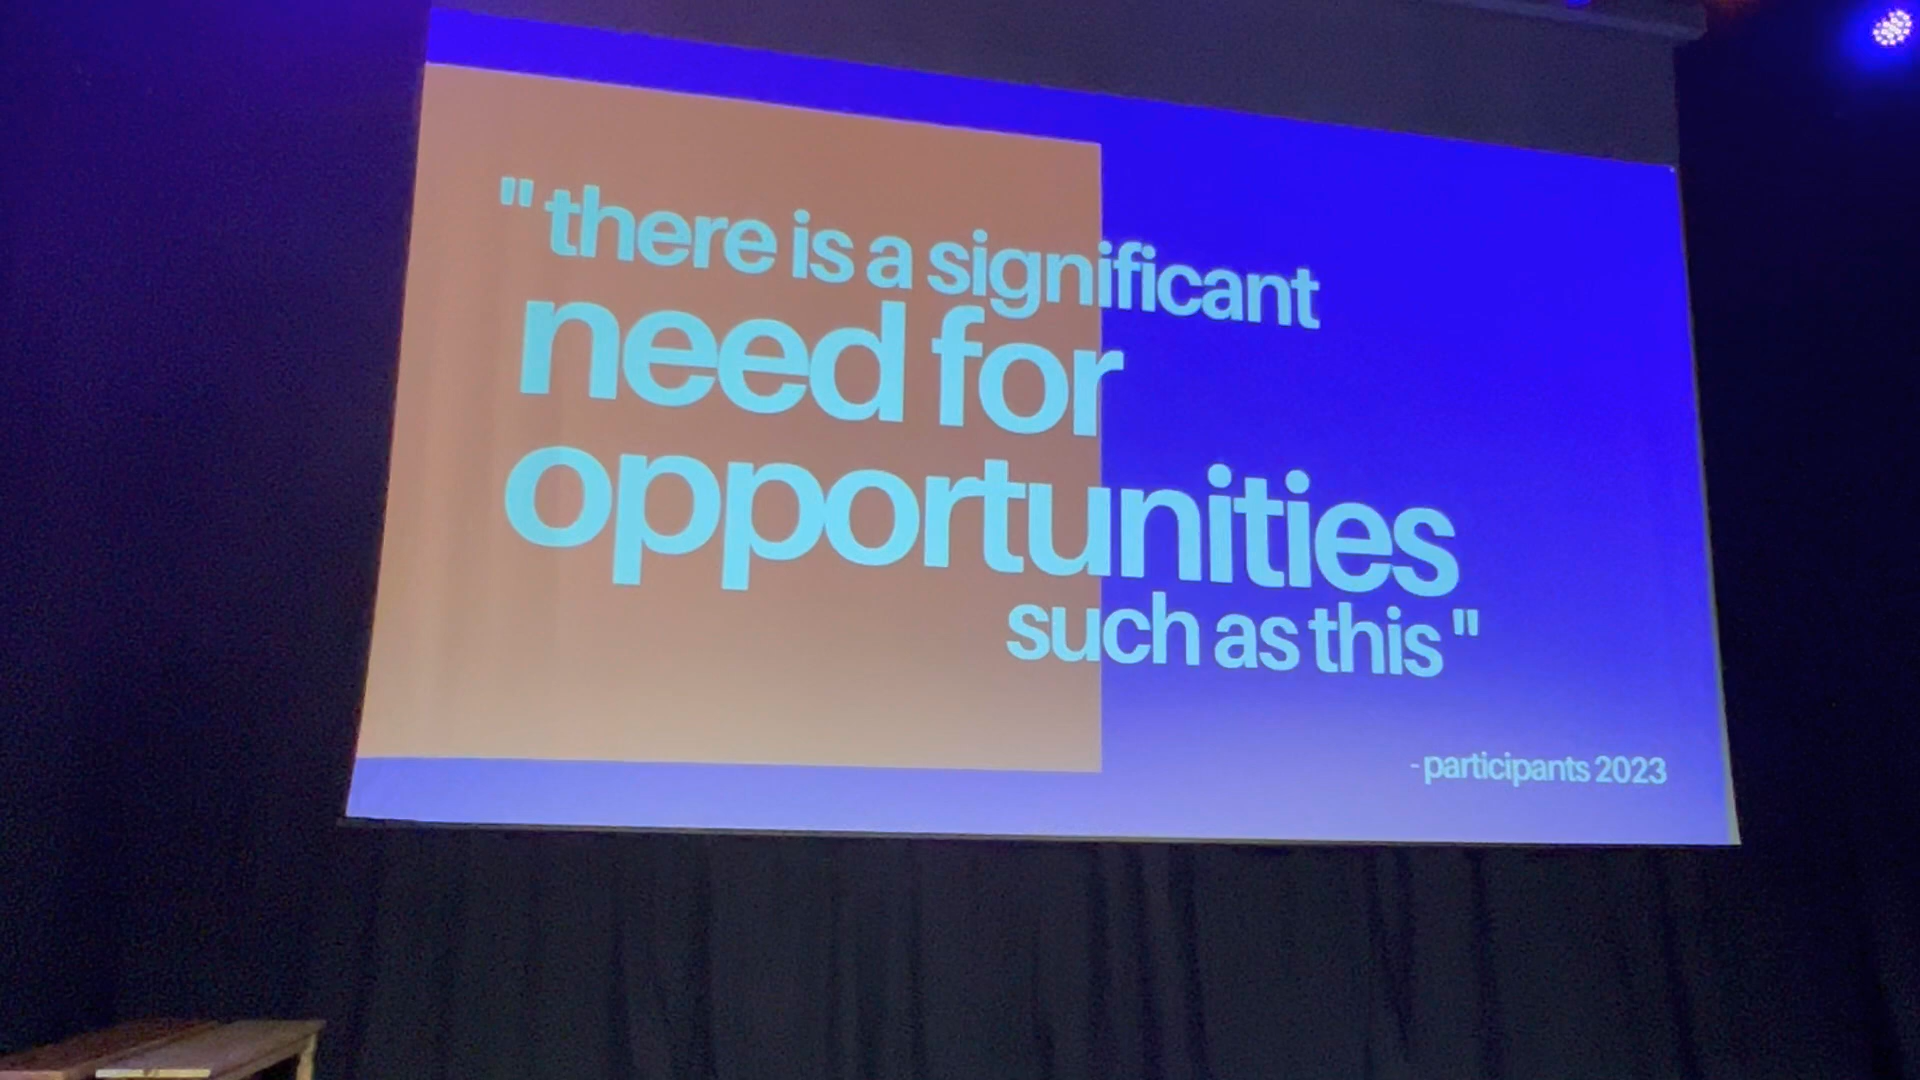 "there is a significant
need for
opportunities
such as this"
-participants 2023